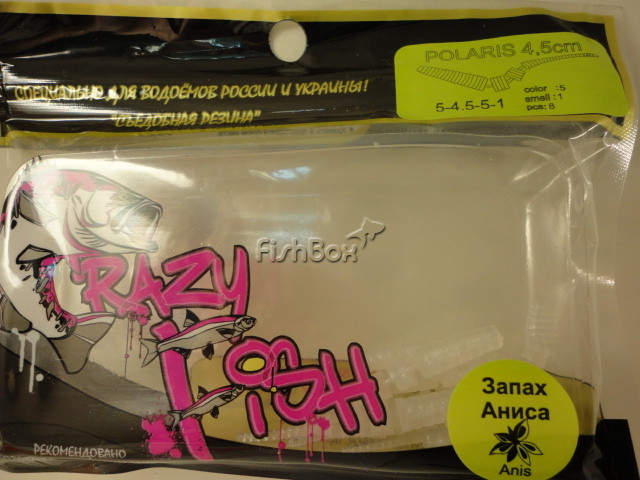 POLARIS 4,5cm
5-4.5-5-1
color :5
smell :1
pcs: 8
СПЕЦИАЛЬНО ДЛЯ ВОДОЁМОВ РОССИИ И УКРАИНЫ!
"СЪЕДОБНАЯ РЕЗИНА"
FishBox
CRAZY
FISH
Запах
Аниса
Anis
РЕКОМЕНДОВАНО